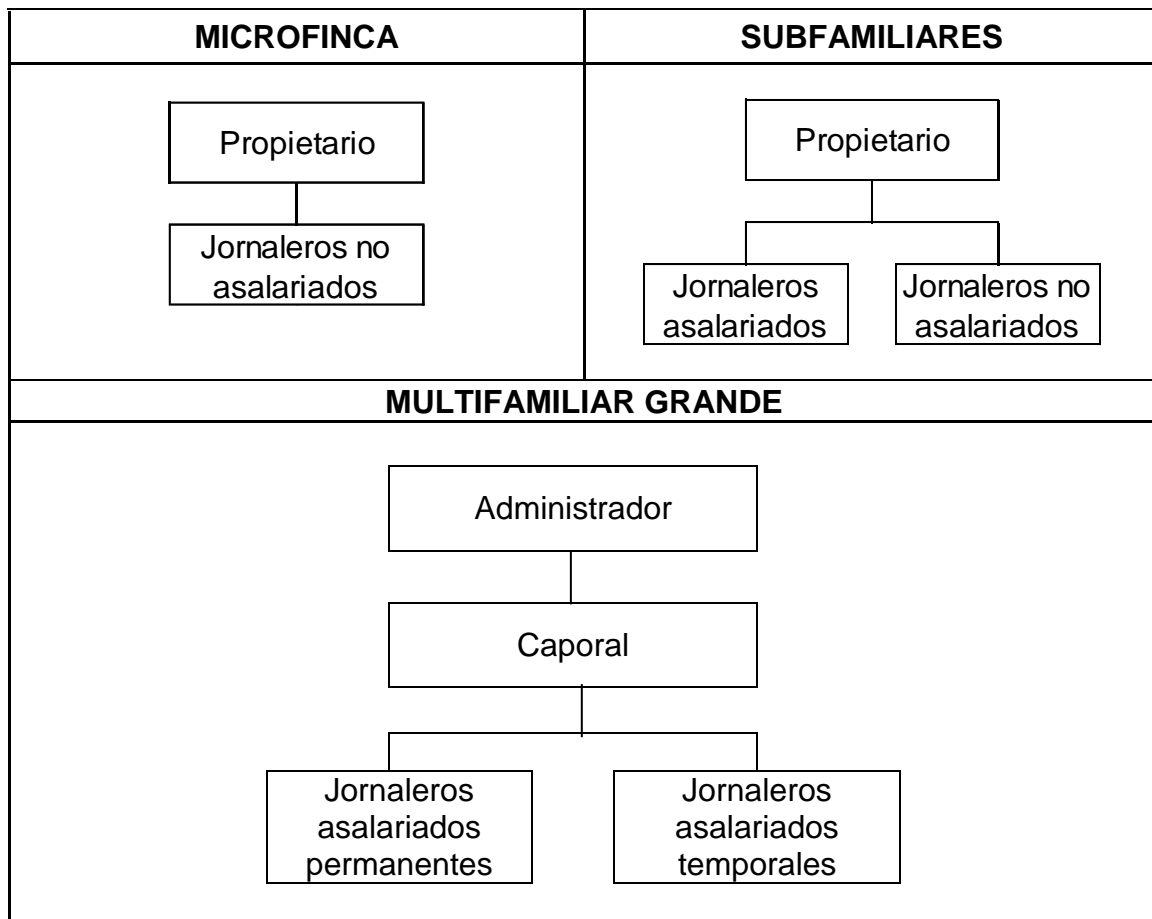 MICROFINCA
SUBFAMILIARES
Propietario
Jornaleros no
asalariados
Propietario
Jornaleros
asalariados
Jornaleros no
asalariados
MULTIFAMILIAR GRANDE
Administrador
Caporal
Jornaleros
asalariados
permanentes
Jornaleros
asalariados
temporales